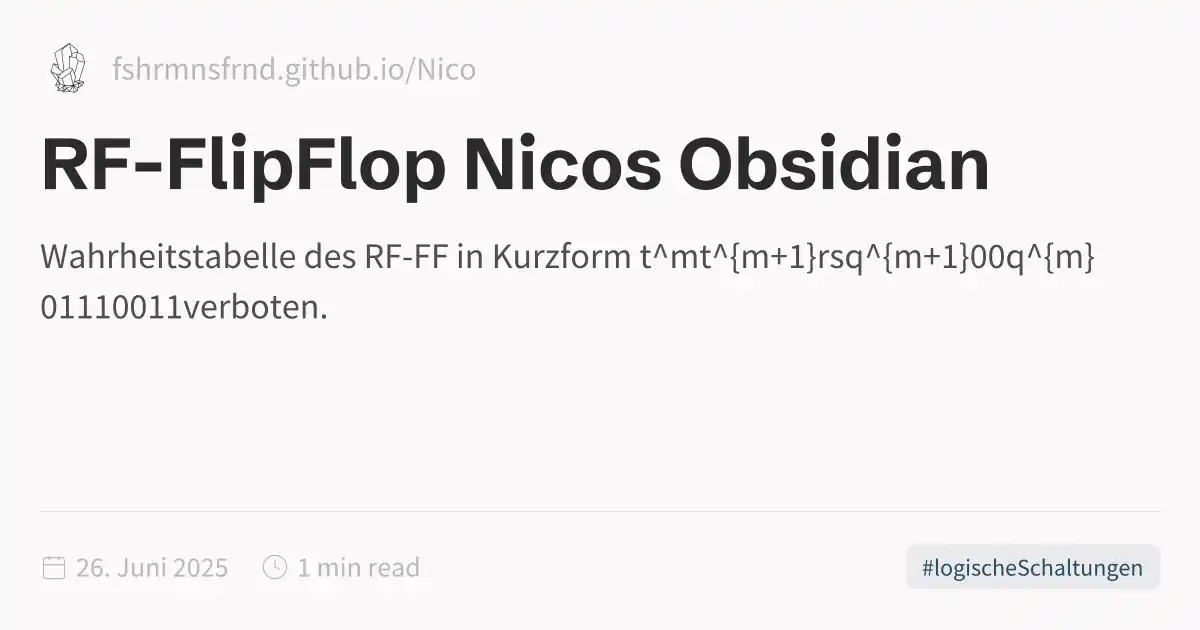 fshrmnsfrnd.github.io/Nico
RF-FlipFlop Nicos Obsidian
Wahrheitstabelle des RF-FF in Kurzform t^mt^{m+1}rsq^{m+1}00q^{m}
01110011verboten.
26. Juni 2025 1 min read
#logischeSchaltungen